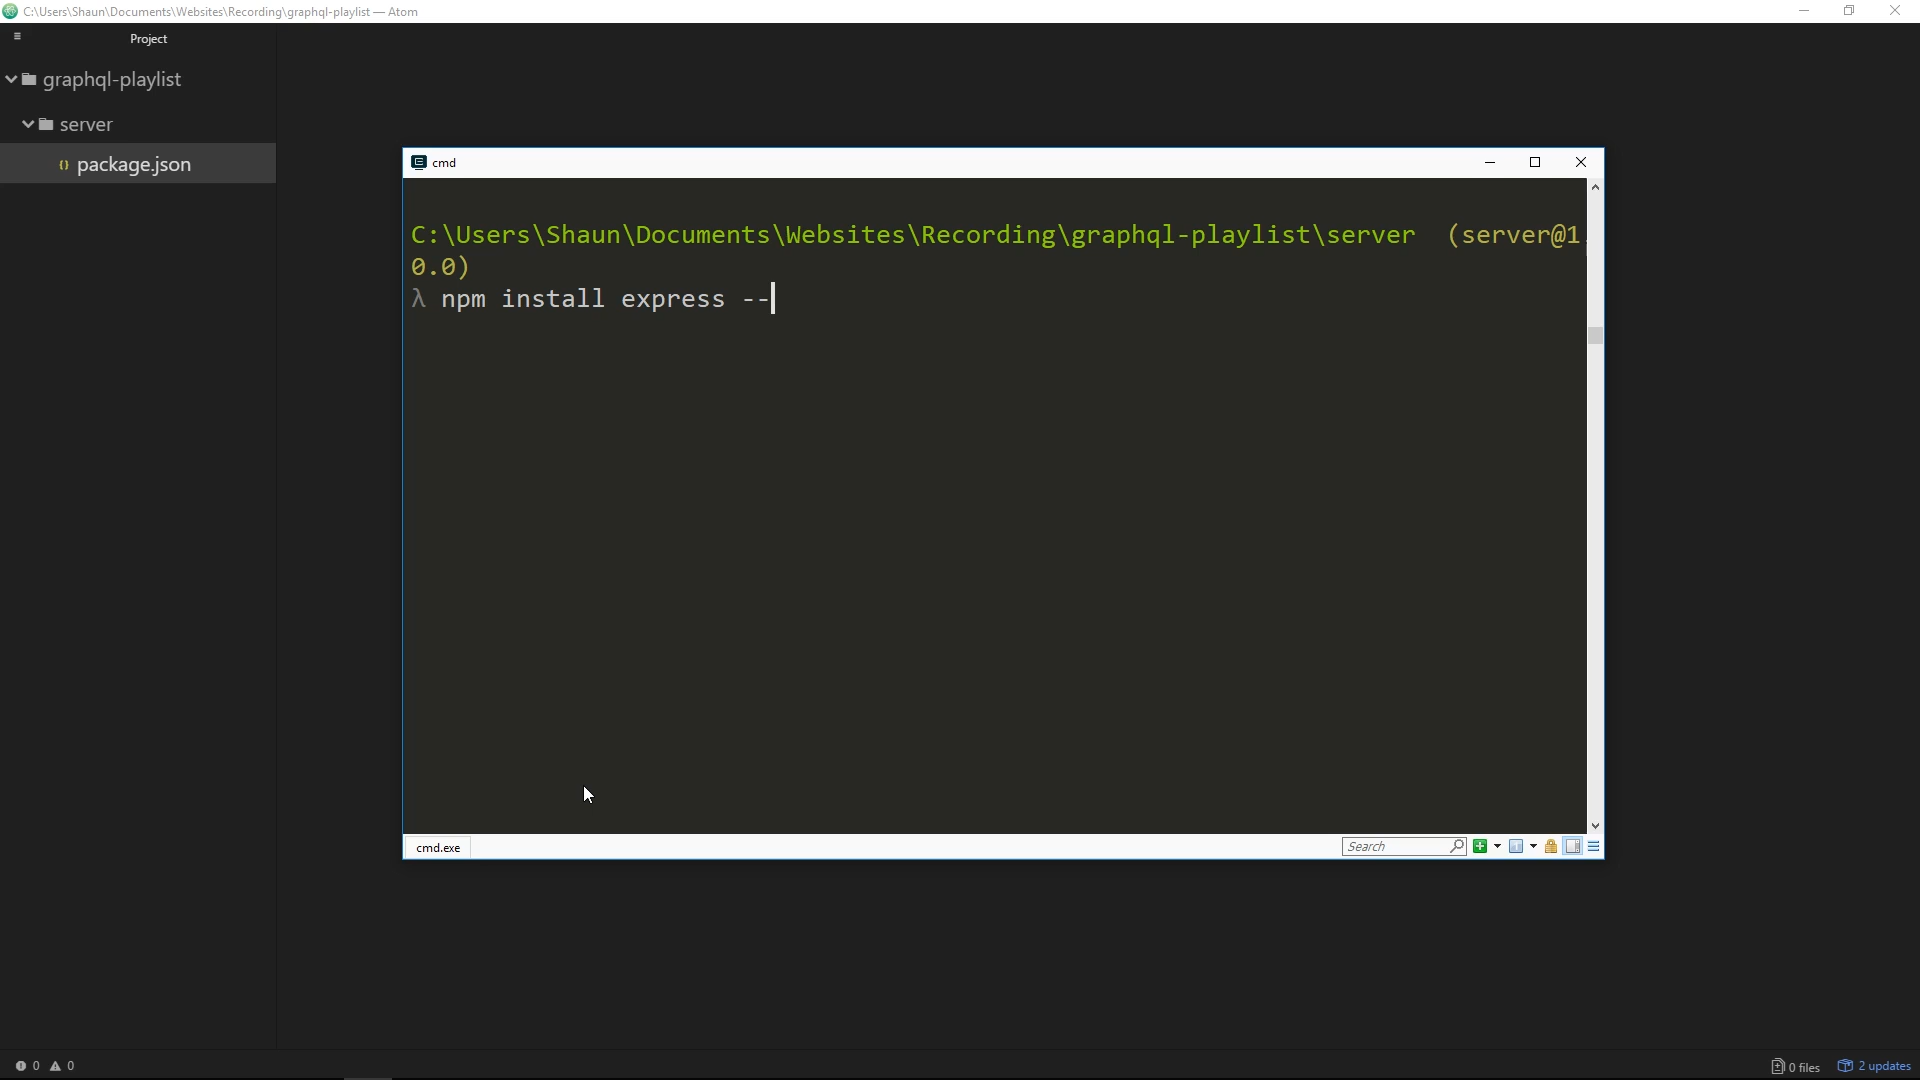 C:\Users\Shaun\Documents\Websites\Recording\graphql-playlist — Atom
Project
graphql-playlist
server
package.json
cmd
C:\Users\Shaun\Documents\Websites\Recording\graphql-playlist\server (server@1.
0.0)
λ npm install express --
cmd.exe
Search
0 0
0 files 2 updates